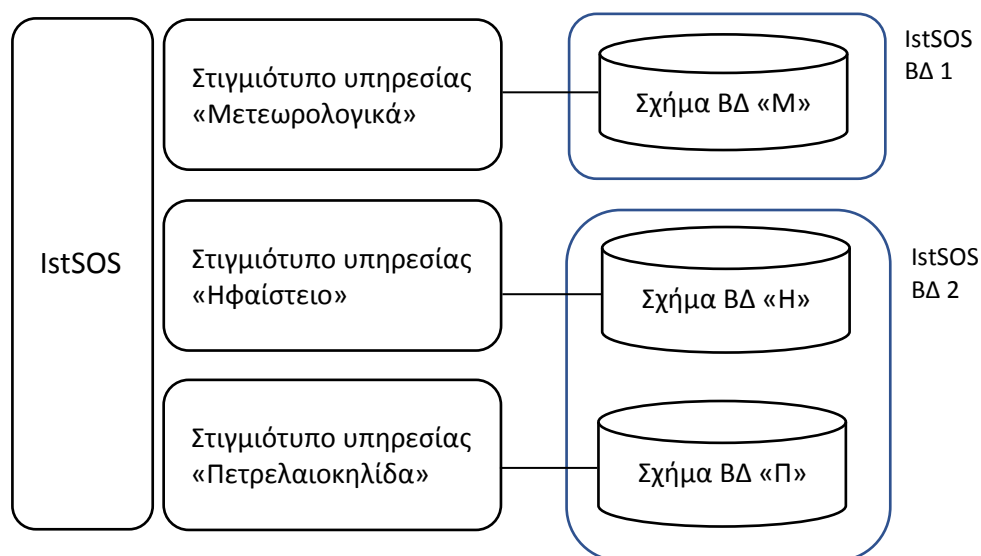 IstSOS
Στιγμιότυπο υπηρεσίας
«Μετεωρολογικά»
Σχήμα ΒΔ «Μ»
IstSOS
ΒΔ 1
Στιγμιότυπο υπηρεσίας
«Ηφαίστειο»
Σχήμα ΒΔ «Η»
IstSOS
ΒΔ 2
Στιγμιότυπο υπηρεσίας
«Πετρελαιοκηλίδα»
Σχήμα ΒΔ «Π»